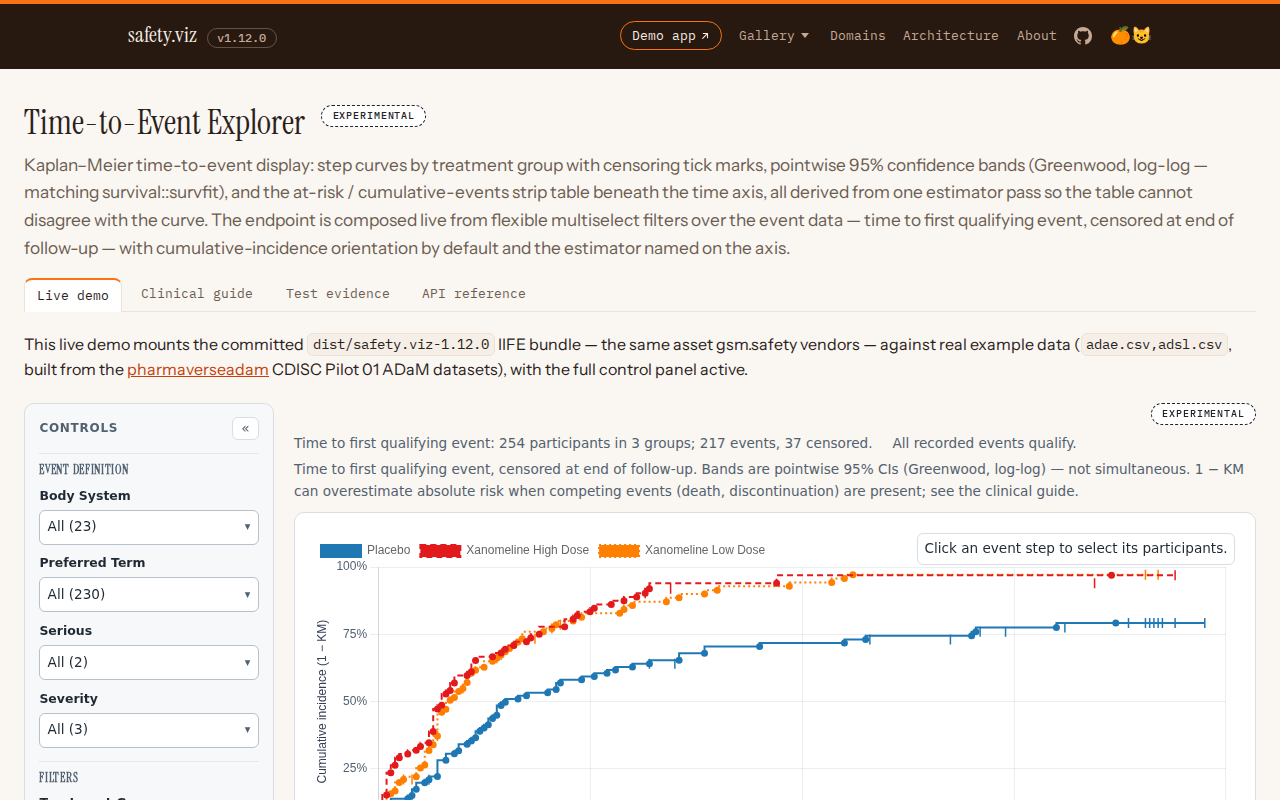 safety.viz v1.12.0 Demo app ↗ Gallery ▾ Domains Architecture About
Time-to-Event Explorer EXPERIMENTAL
Kaplan–Meier time-to-event display: step curves by treatment group with censoring tick marks, pointwise 95% confidence bands (Greenwood, log-log —
matching survival::survfit), and the at-risk / cumulative-events strip table beneath the time axis, all derived from one estimator pass so the table cannot
disagree with the curve. The endpoint is composed live from flexible multiselect filters over the event data — time to first qualifying event, censored at end of
follow-up — with cumulative-incidence orientation by default and the estimator named on the axis.
Live demo Clinical guide Test evidence API reference
This live demo mounts the committed dist/safety.viz-1.12.0 IIFE bundle — the same asset gsm.safety vendors — against real example data (adae.csv,adsl.csv,
built from the pharmaverseadam CDISC Pilot 01 ADaM datasets), with the full control panel active.
CONTROLS «
EVENT DEFINITION
Body System
All (23) ▾
Preferred Term
All (230) ▾
Serious
All (2) ▾
Severity
All (3) ▾
FILTERS
EXPERIMENTAL
Time to first qualifying event: 254 participants in 3 groups; 217 events, 37 censored. All recorded events qualify.
Time to first qualifying event, censored at end of follow-up. Bands are pointwise 95% CIs (Greenwood, log-log) — not simultaneous. 1 − KM
can overestimate absolute risk when competing events (death, discontinuation) are present; see the clinical guide.
Placebo Xanomeline High Dose Xanomeline Low Dose
Click an event step to select its participants.
100%
75%
50%
25%
Cumulative incidence (1 − KM)